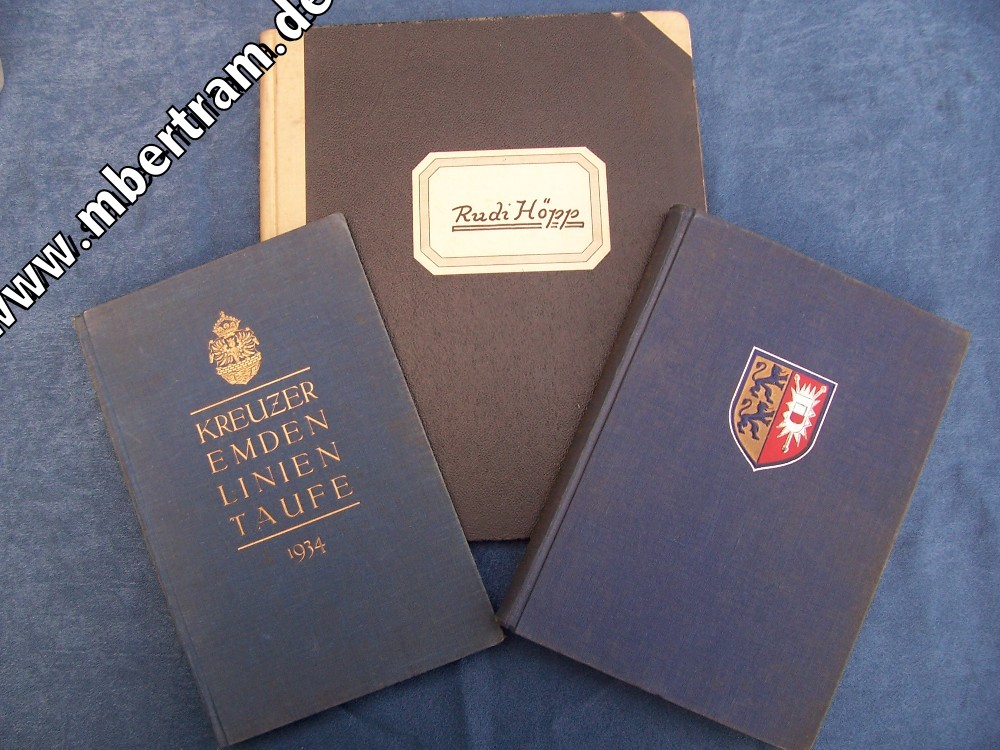 www.mbertram.de
Rudi Höpp
KREUZER
EMDEN
LINIEN
TAUFE
1934